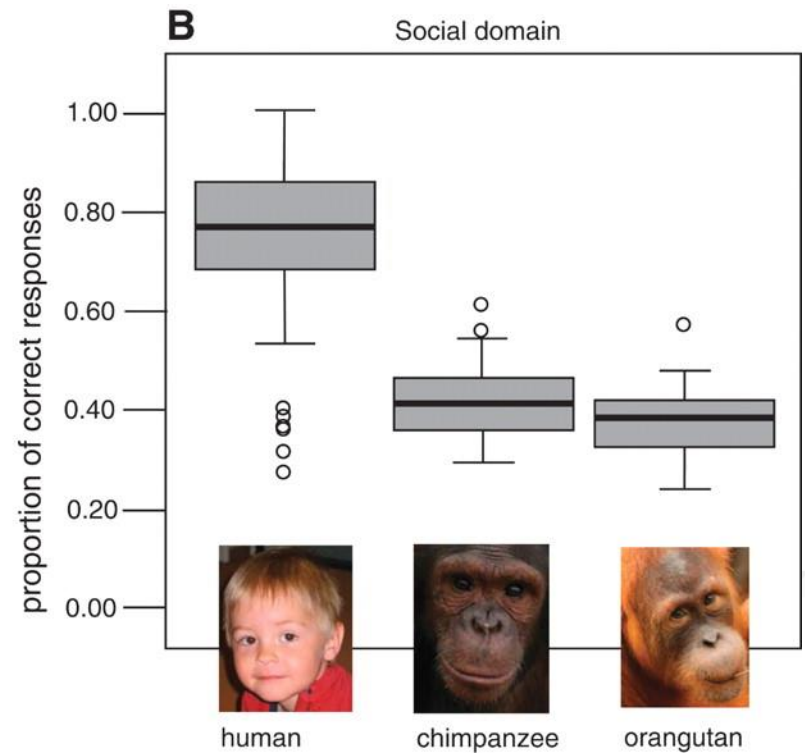 B
Social domain
proportion of correct responses
1.00
0.80
0.60
0.40
0.20
0.00
human
chimpanzee
orangutan